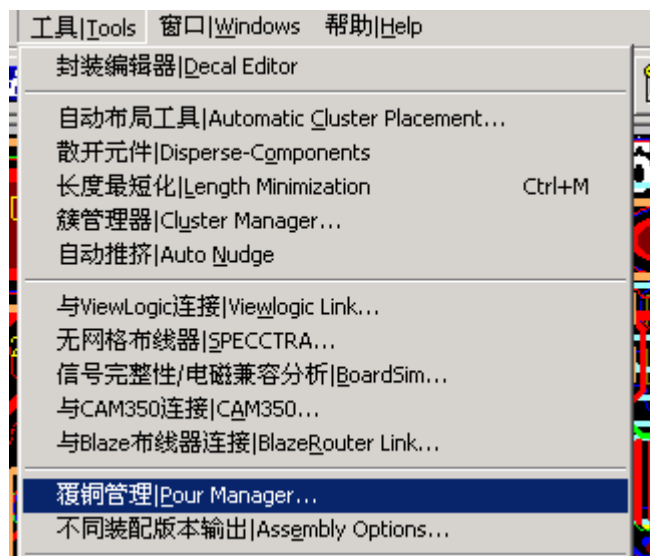 工具|Tools 窗口|Windows 帮助|Help
封装编辑器|Decal Editor
自动布局工具|Automatic Cluster Placement...
散开元件|Disperse-Components
长度最短化|Length Minimization Ctrl+M
簇管理器|Cluster Manager...
自动推挤|Auto Nudge
与ViewLogic连接|Viewlogic Link...
无网格布线器|SPECCTRA...
信号完整性/电磁兼容分析|BoardSim...
与CAM350连接|CAM350...
与Blaze布线器连接|BlazeRouter Link...
覆铜管理|Pour Manager...
不同装配版本输出|Assembly Options...